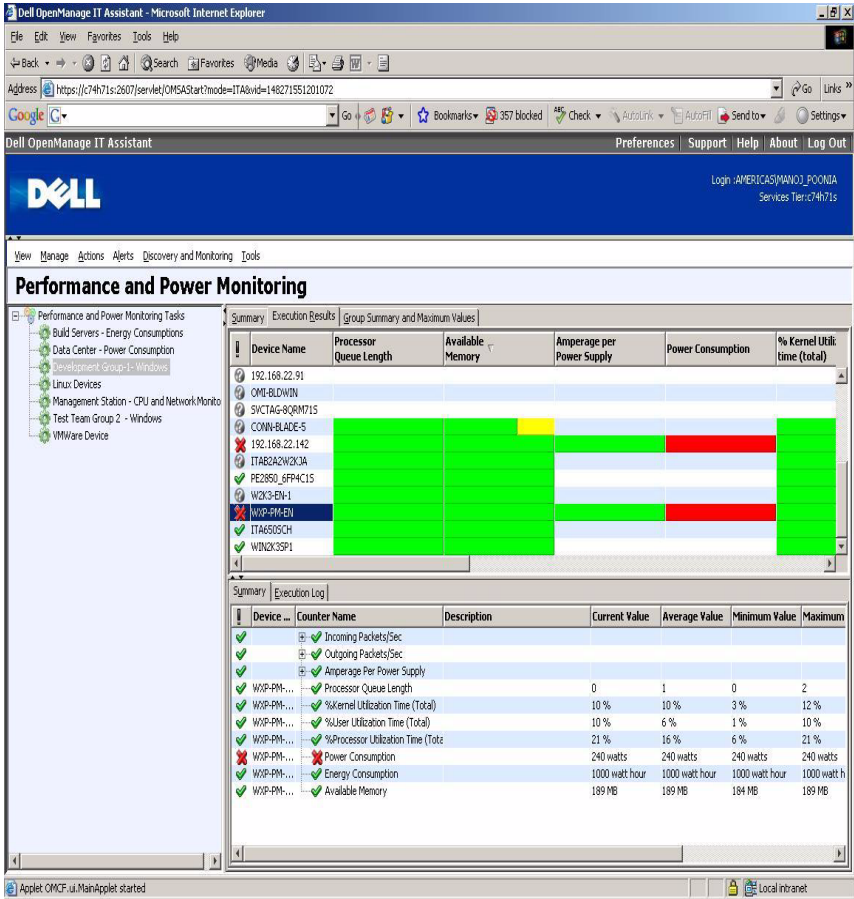 Dell OpenManage IT Assistant - Microsoft Internet Explorer
File Edit View Favorites Tools Help
Back Search Favorites Media
Address https://c74h71s:2607/servlet/OMSAStart?mode=ITA&vid=148271551201072 Go Links »
Google G Go Bookmarks 357 blocked Check AutoLink AutoFill Send to Settings
Dell OpenManage IT Assistant Preferences | Support | Help | About | Log Out
DELL
Login :AMERICAS\MANOJ_POONIA
Services Tier:c74h71s
View Manage Actions Alerts Discovery and Monitoring Tools
Performance and Power Monitoring
Performance and Power Monitoring Tasks
Build Servers - Energy Consumptions
Data Center - Power Consumption
Development Group-1- Windows
Linux Devices
Management Station - CPU and Network Monito
Test Team Group 2 - Windows
VMWare Device
Summary Execution Results Group Summary and Maximum Values
! Device Name Processor Queue Length Available Memory Amperage per Power Supply Power Consumption % Kernel Utili time (total)
192.168.22.91
OMI-BLDWIN
SVCTAG-8QRM71S
CONN-BLADE-5
192.168.22.142
ITAB2A2W2KJA
PE2850_6FP4C1S
W2K3-EN-1
WXP-PM-EN
ITA650SCH
WIN2K3SP1
Summary Execution Log
! Device ... Counter Name Description Current Value Average Value Minimum Value Maximum
Incoming Packets/Sec
Outgoing Packets/Sec
Amperage Per Power Supply
WXP-PM-... Processor Queue Length 0 1 0 2
WXP-PM-... %Kernel Utilization Time (Total) 10 % 10 % 3 % 12 %
WXP-PM-... %User Utilization Time (Total) 10 % 6 % 1 % 10 %
WXP-PM-... %Processor Utilization Time (Tota 21 % 16 % 6 % 21 %
WXP-PM-... Power Consumption 240 watts 240 watts 240 watts 240 watts
WXP-PM-... Energy Consumption 1000 watt hour 1000 watt hour 1000 watt hour 1000 watt h
WXP-PM-... Available Memory 189 MB 189 MB 184 MB 189 MB
Applet OMCF.ui.MainApplet started Local intranet